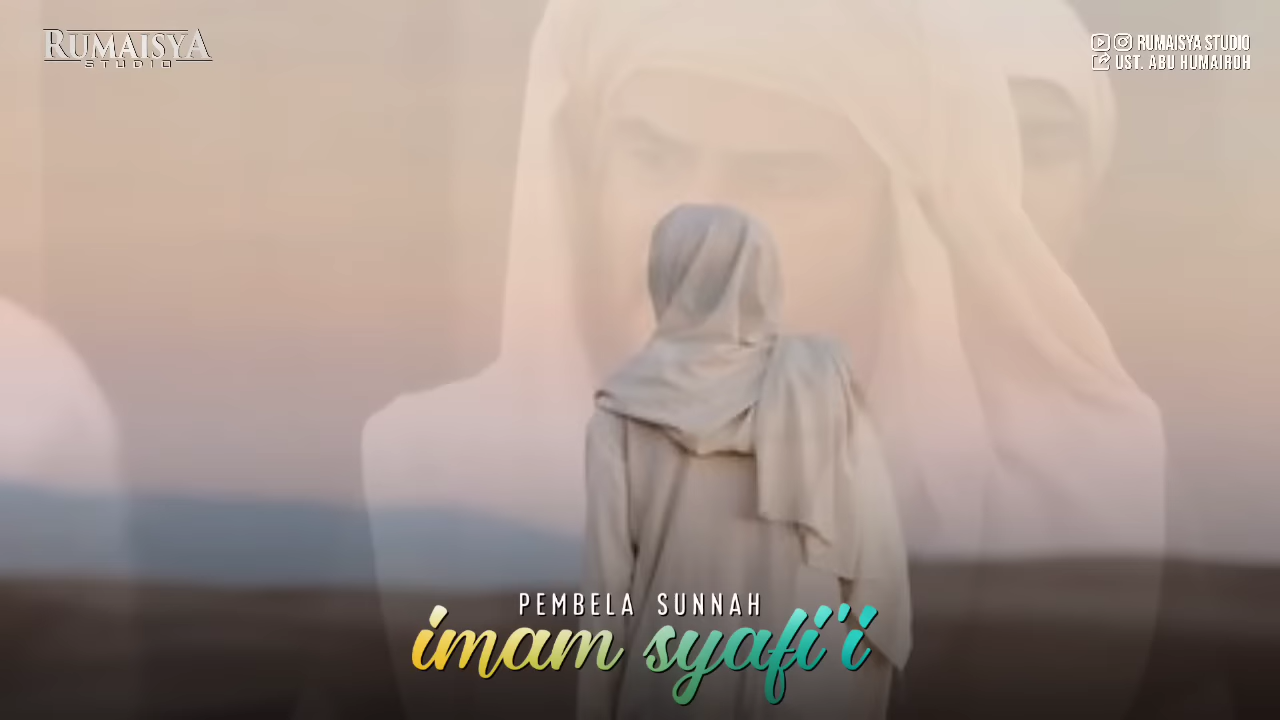 RUMAISYA
STUDIO
RUMAISYA STUDIO
UST. ABU HUMAIROH
PEMBELA SUNNAH
imam syafi'i